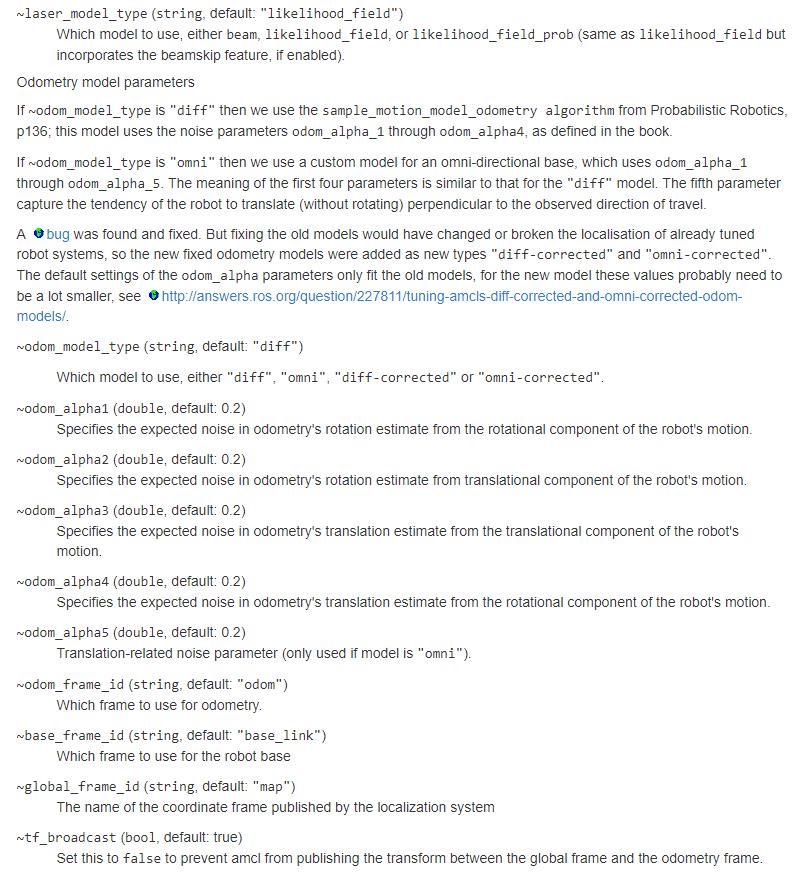 ~laser_model_type (string, default: "likelihood_field")
Which model to use, either beam, likelihood_field, or likelihood_field_prob (same as likelihood_field but
incorporates the beamskip feature, if enabled).
Odometry model parameters
If ~odom_model_type is "diff" then we use the sample_motion_model_odometry algorithm from Probabilistic Robotics,
p136; this model uses the noise parameters odom_alpha_1 through odom_alpha4, as defined in the book.
If ~odom_model_type is "omni" then we use a custom model for an omni-directional base, which uses odom_alpha_1
through odom_alpha_5. The meaning of the first four parameters is similar to that for the "diff" model. The fifth parameter
capture the tendency of the robot to translate (without rotating) perpendicular to the observed direction of travel.
A bug was found and fixed. But fixing the old models would have changed or broken the localisation of already tuned
robot systems, so the new fixed odometry models were added as new types "diff-corrected" and "omni-corrected".
The default settings of the odom_alpha parameters only fit the old models, for the new model these values probably need to
be a lot smaller, see http://answers.ros.org/question/227811/tuning-amcls-diff-corrected-and-omni-corrected-odom-
models/.
~odom_model_type (string, default: "diff")
Which model to use, either "diff", "omni", "diff-corrected" or "omni-corrected".
~odom_alpha1 (double, default: 0.2)
Specifies the expected noise in odometry's rotation estimate from the rotational component of the robot's motion.
~odom_alpha2 (double, default: 0.2)
Specifies the expected noise in odometry's rotation estimate from translational component of the robot's motion.
~odom_alpha3 (double, default: 0.2)
Specifies the expected noise in odometry's translation estimate from the translational component of the robot's
motion.
~odom_alpha4 (double, default: 0.2)
Specifies the expected noise in odometry's translation estimate from the rotational component of the robot's motion.
~odom_alpha5 (double, default: 0.2)
Translation-related noise parameter (only used if model is "omni").
~odom_frame_id (string, default: "odom")
Which frame to use for odometry.
~base_frame_id (string, default: "base_link")
Which frame to use for the robot base
~global_frame_id (string, default: "map")
The name of the coordinate frame published by the localization system
~tf_broadcast (bool, default: true)
Set this to false to prevent amcl from publishing the transform between the global frame and the odometry frame.